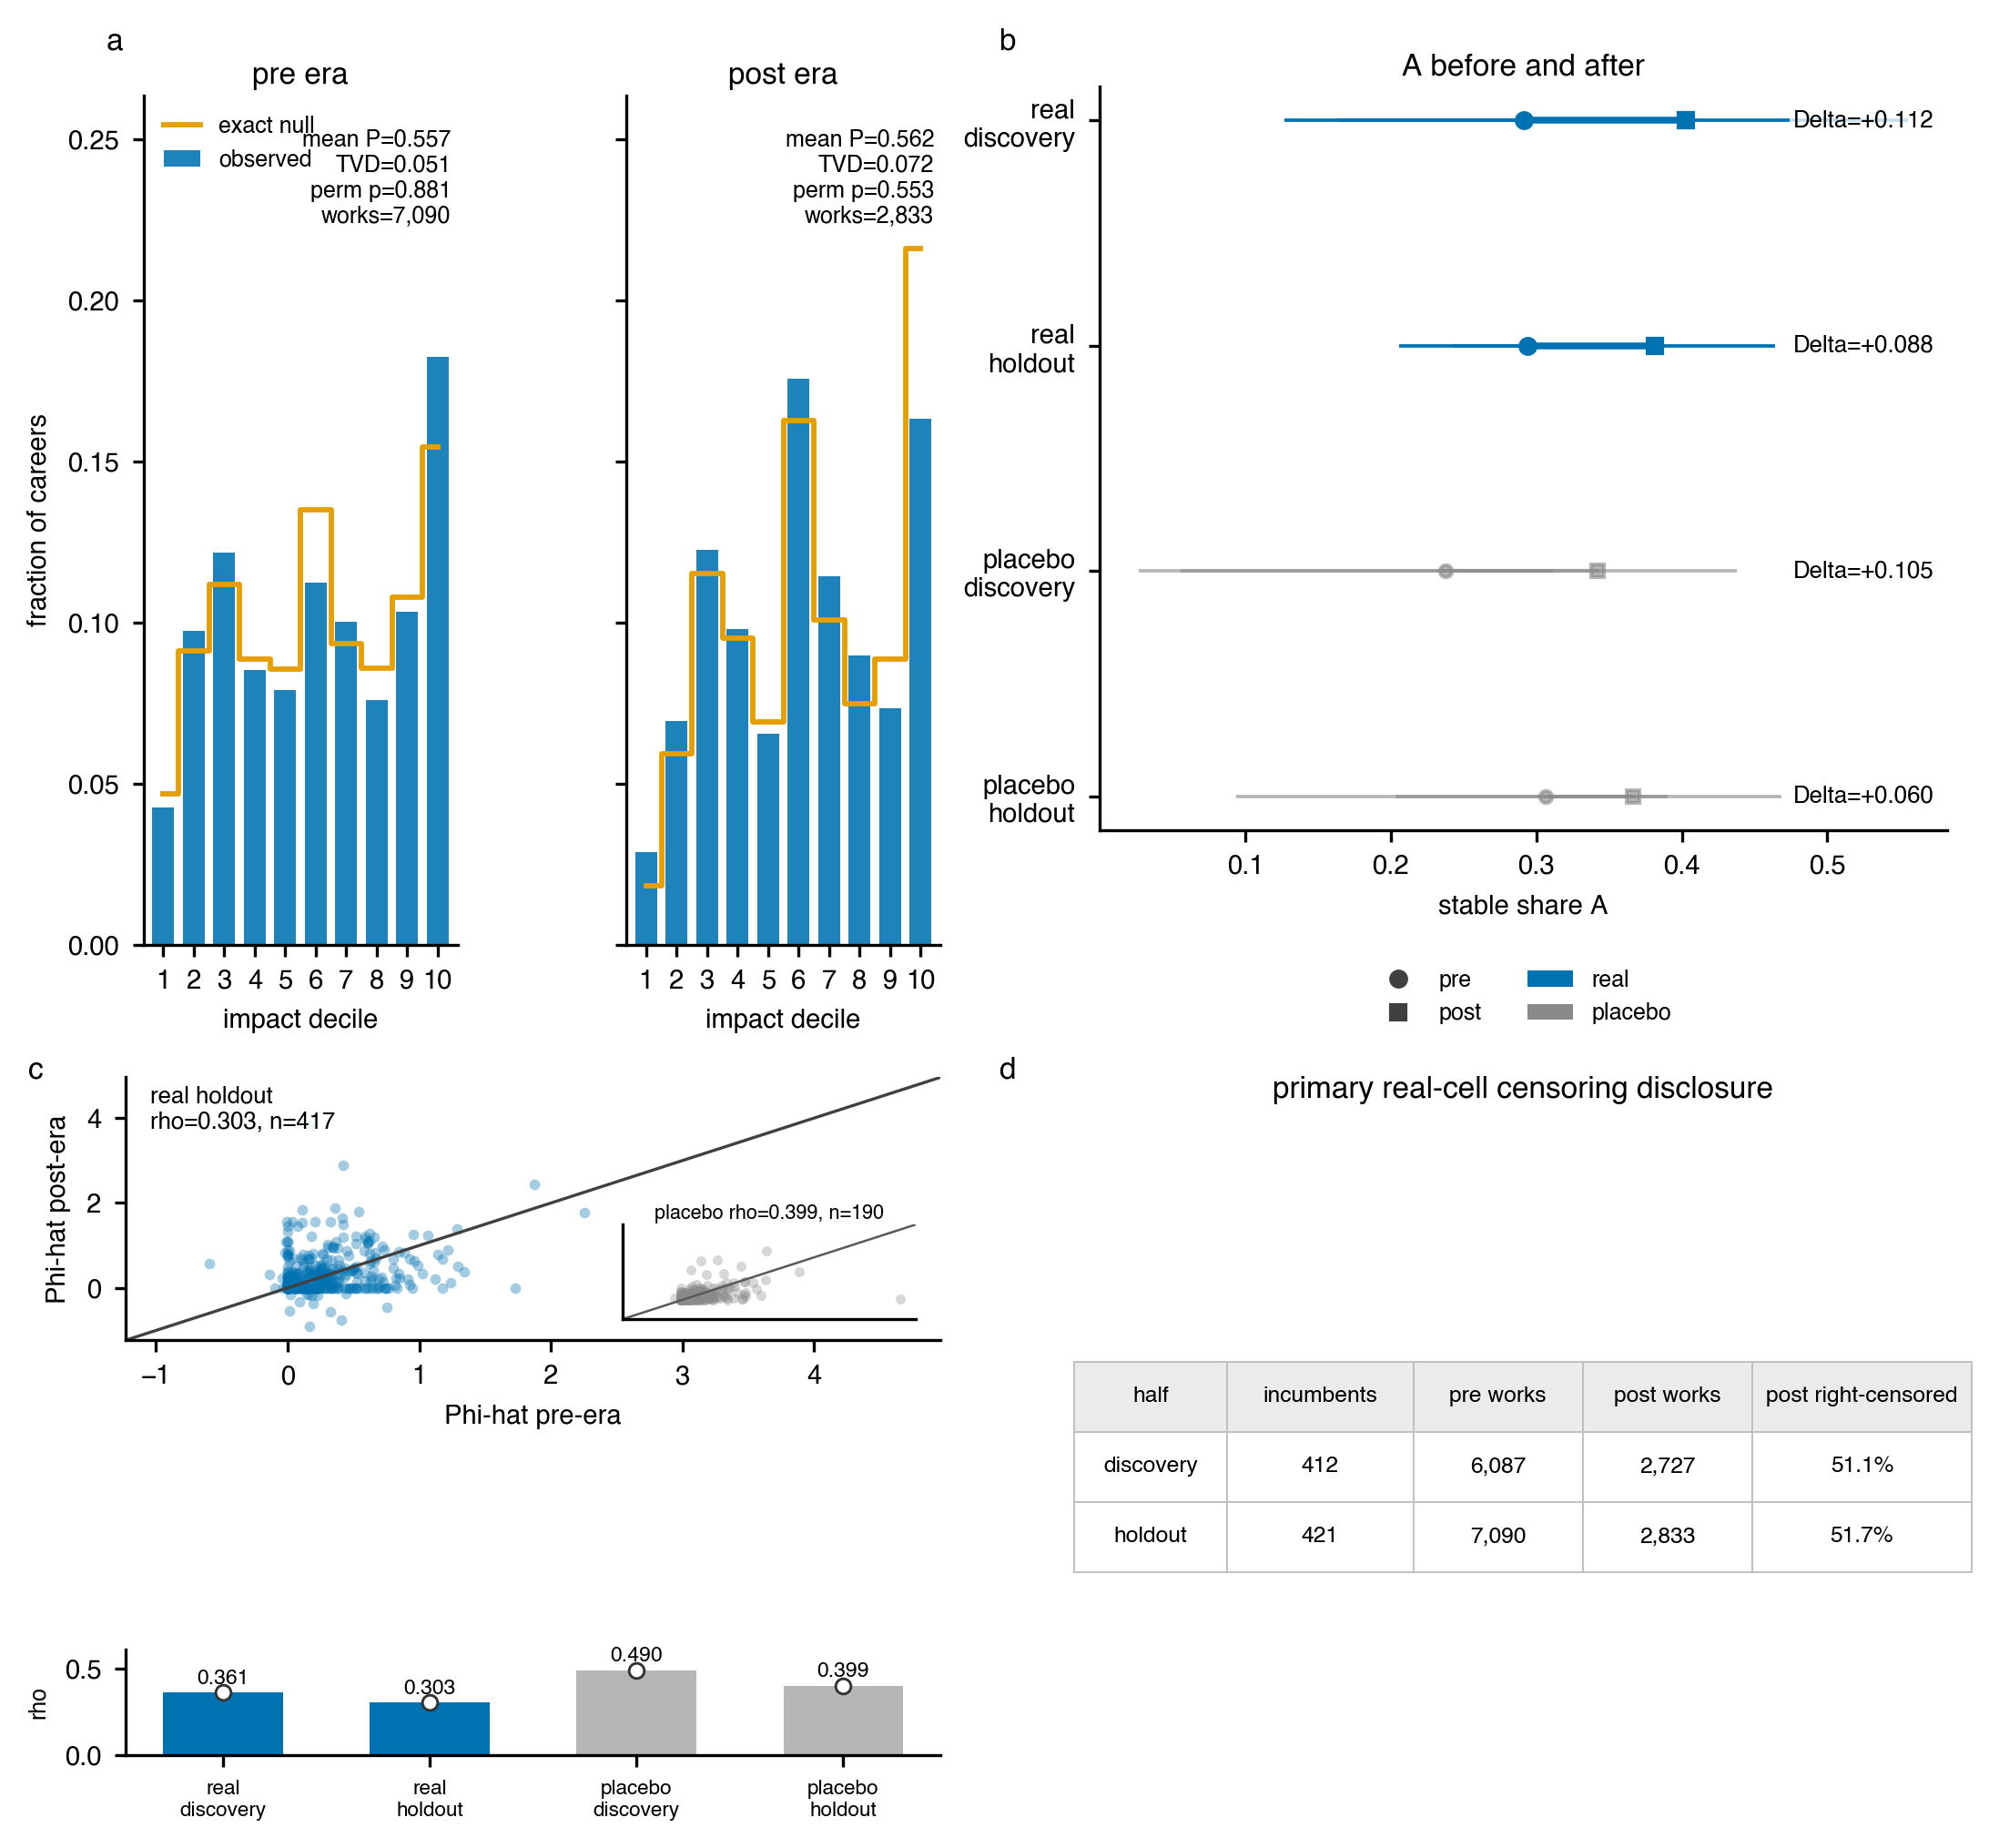 a
pre era
exact null
observed
mean P=0.557
TVD=0.051
perm p=0.881
works=7,090
0.25
0.20
0.15
0.10
0.05
0.00
fraction of careers
1 2 3 4 5 6 7 8 9 10
impact decile
post era
mean P=0.562
TVD=0.072
perm p=0.553
works=2,833
1 2 3 4 5 6 7 8 9 10
impact decile
b
A before and after
real
discovery
Delta=+0.112
real
holdout
Delta=+0.088
placebo
discovery
Delta=+0.105
placebo
holdout
Delta=+0.060
0.1 0.2 0.3 0.4 0.5
stable share A
pre
post
real
placebo
c
real holdout
rho=0.303, n=417
4
2
0
Phi-hat post-era
placebo rho=0.399, n=190
−1 0 1 2 3 4
Phi-hat pre-era
0.5
0.0
rho
0.361
0.303
0.490
0.399
real
discovery
real
holdout
placebo
discovery
placebo
holdout
d
primary real-cell censoring disclosure
half incumbents pre works post works post right-censored
discovery 412 6,087 2,727 51.1%
holdout 421 7,090 2,833 51.7%